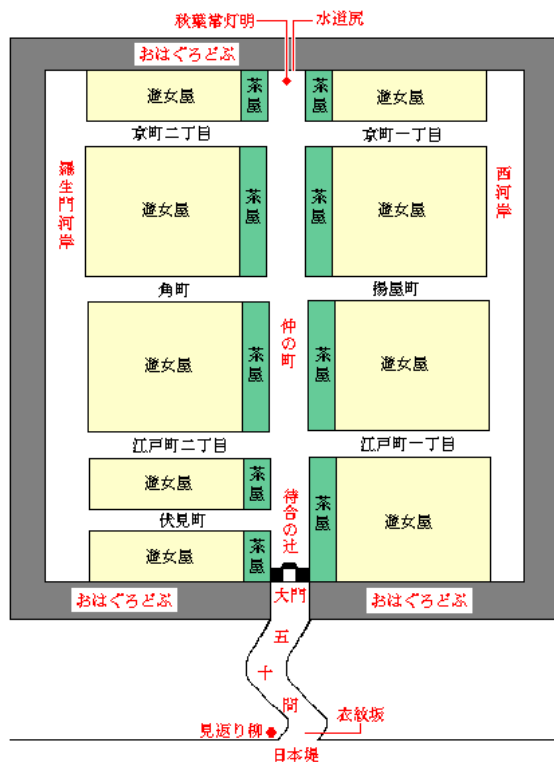 秋葉常灯明
水道尻
おはぐろどぶ
遊女屋
茶屋
茶屋
遊女屋
京町二丁目
京町一丁目
羅生門河岸
西河岸
遊女屋
茶屋
茶屋
遊女屋
角町
揚屋町
仲の町
遊女屋
茶屋
茶屋
遊女屋
江戸町二丁目
江戸町一丁目
遊女屋
茶屋
待合の辻
茶屋
遊女屋
伏見町
遊女屋
茶屋
おはぐろどぶ
大門
おはぐろどぶ
五十間
見返り柳
衣紋坂
日本堤